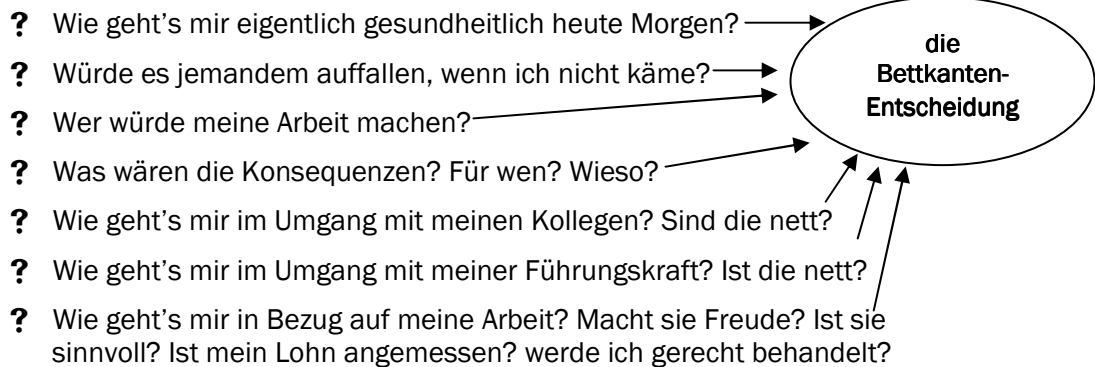 ? Wie geht's mir eigentlich gesundheitlich heute Morgen?
? Würde es jemandem auffallen, wenn ich nicht käme?
? Wer würde meine Arbeit machen?
? Was wären die Konsequenzen? Für wen? Wieso?
? Wie geht's mir im Umgang mit meinen Kollegen? Sind die nett?
? Wie geht's mir im Umgang mit meiner Führungskraft? Ist die nett?
? Wie geht's mir in Bezug auf meine Arbeit? Macht sie Freude? Ist sie
sinnvoll? Ist mein Lohn angemessen? werde ich gerecht behandelt?
die
Bettkanten-
Entscheidung